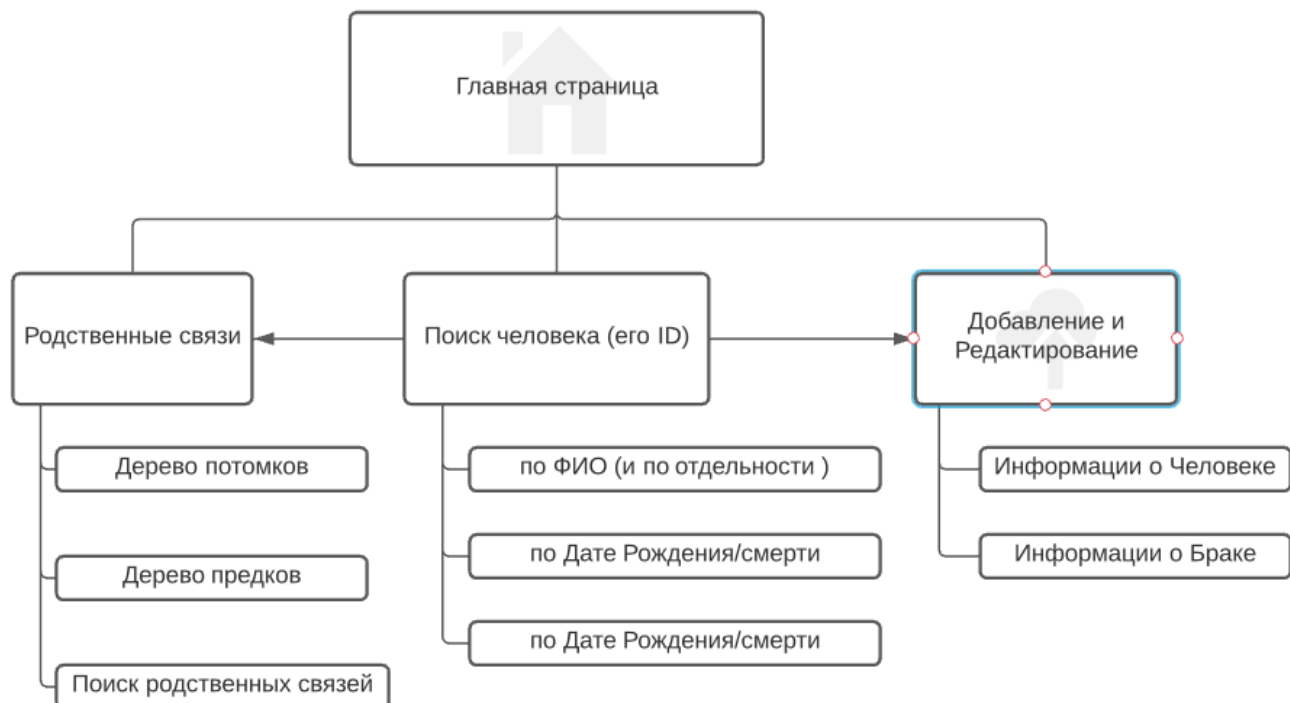 Главная страница
Родственные связи
Поиск человека (его ID)
Добавление и
Редактирование
Дерево потомков
Дерево предков
Поиск родственных связей
по ФИО (и по отдельности )
по Дате Рождения/смерти
по Дате Рождения/смерти
Информации о Человеке
Информации о Браке